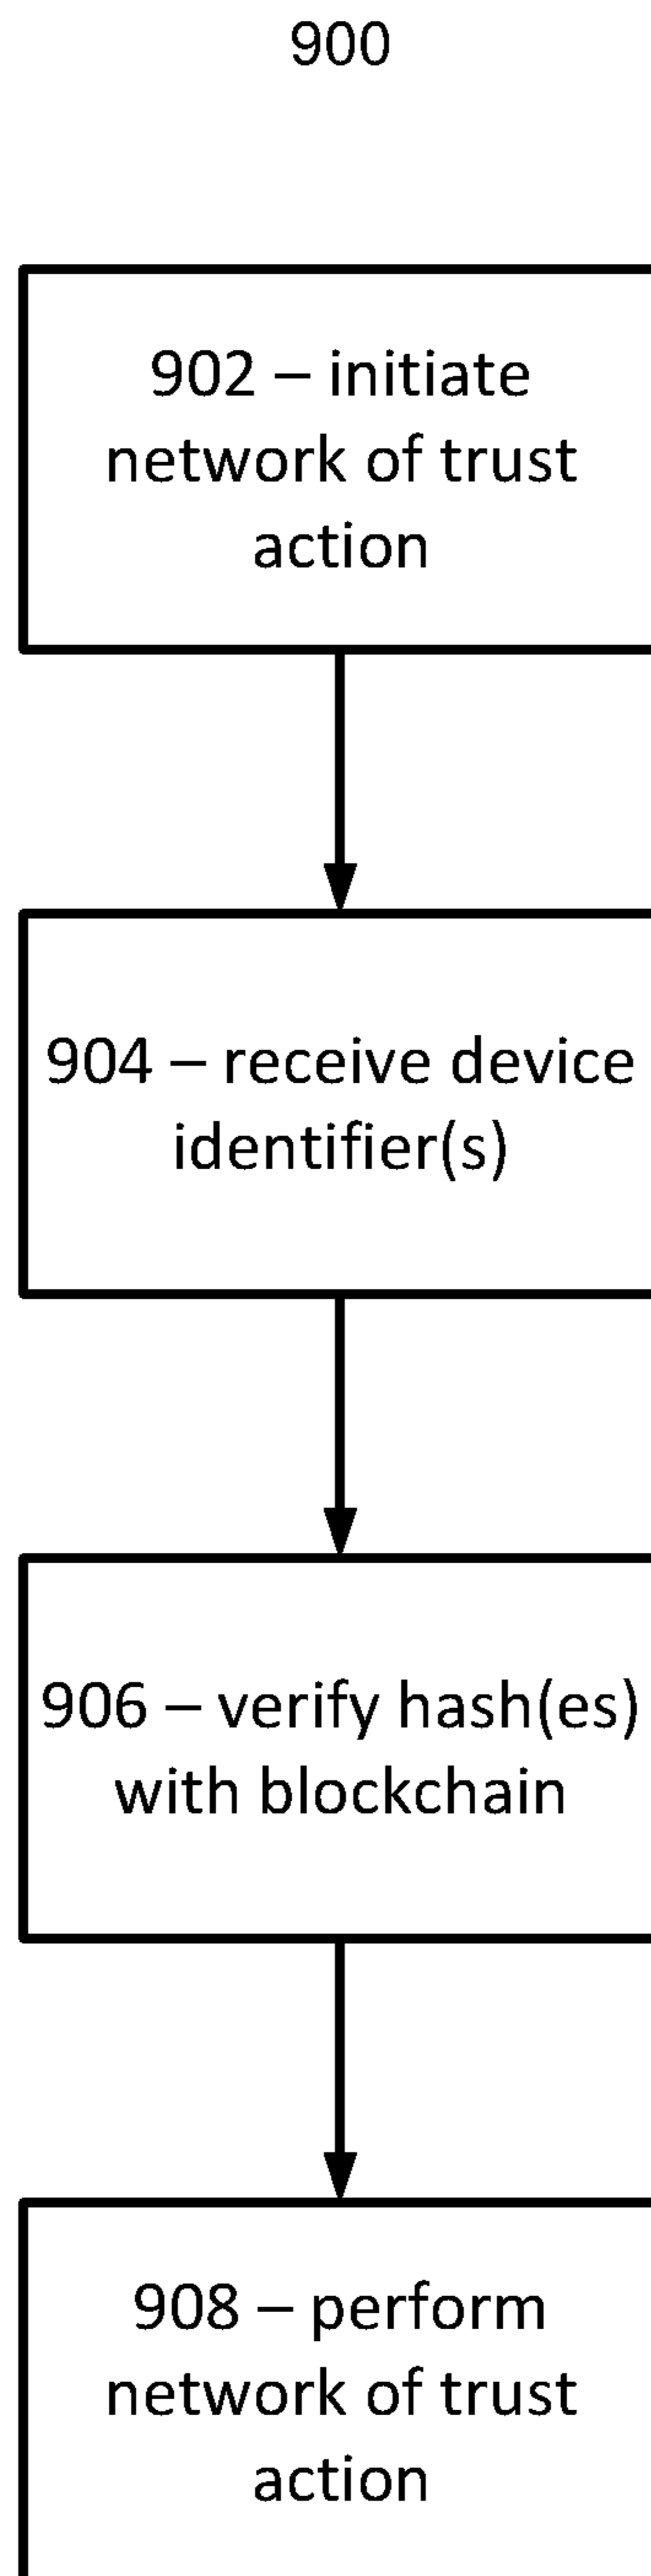 900
902 – initiate
network of trust
action
904 – receive device
identifier(s)
906 – verify hash(es)
with blockchain
908 – perform
network of trust
action